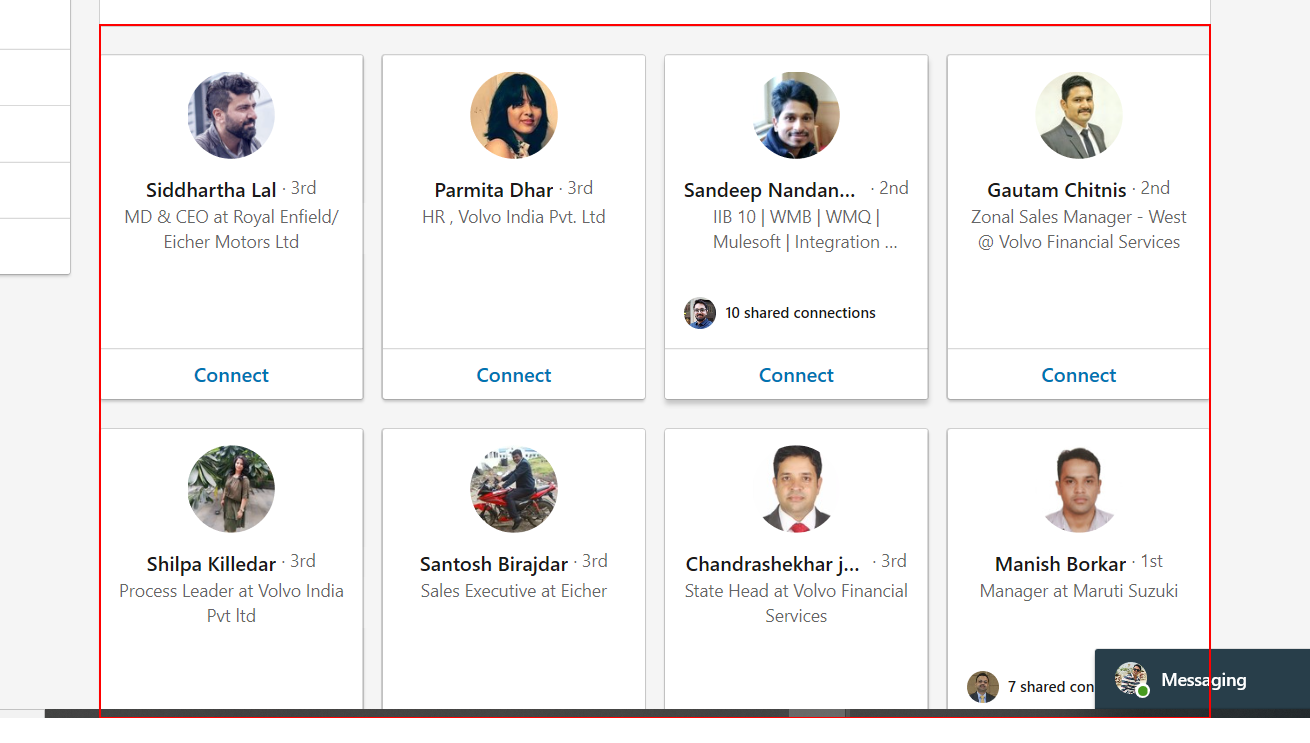 Siddhartha Lal · 3rd
MD & CEO at Royal Enfield/
Eicher Motors Ltd
Connect
Parmita Dhar · 3rd
HR , Volvo India Pvt. Ltd
Connect
Sandeep Nandan... · 2nd
IIB 10 | WMB | WMQ |
Mulesoft | Integration ...
10 shared connections
Connect
Gautam Chitnis · 2nd
Zonal Sales Manager - West
@ Volvo Financial Services
Connect
Shilpa Killedar · 3rd
Process Leader at Volvo India
Pvt ltd
Santosh Birajdar · 3rd
Sales Executive at Eicher
Chandrashekhar j... · 3rd
State Head at Volvo Financial
Services
Manish Borkar · 1st
Manager at Maruti Suzuki
7 shared con
Messaging